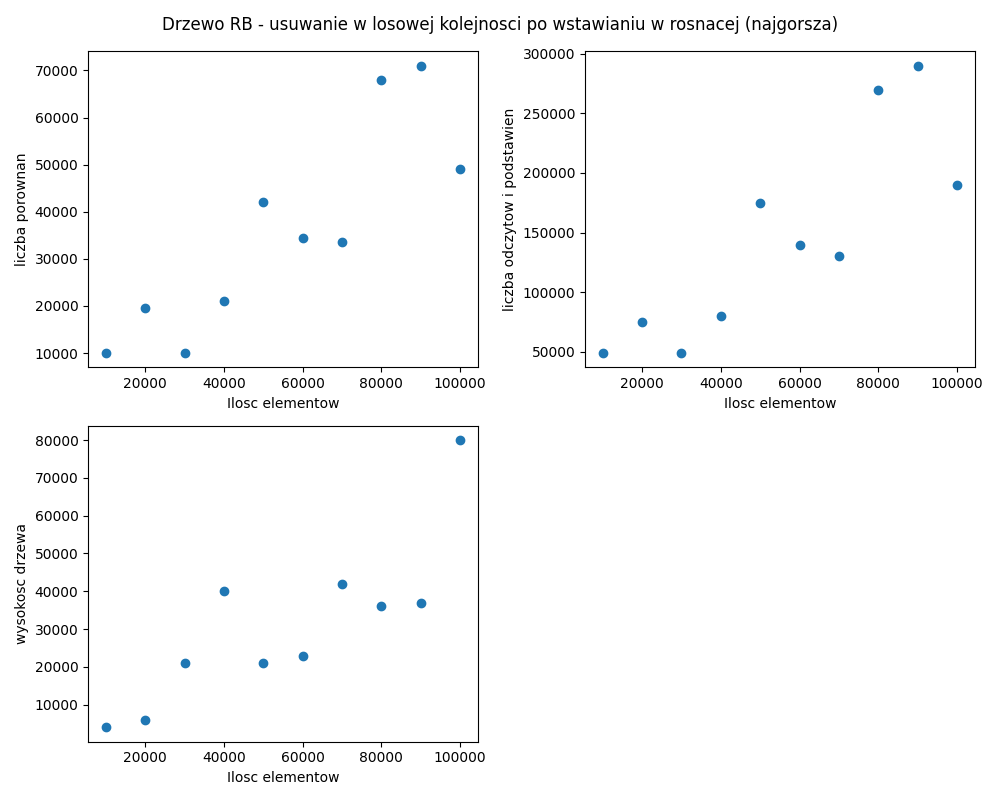 Drzewo RB - usuwanie w losowej kolejnosci po wstawianiu w rosnacej (najgorsza)
liczba porownan
70000
60000
50000
40000
30000
20000
10000
20000 40000 60000 80000 100000
Ilosc elementow
liczba odczytow i podstawien
300000
250000
200000
150000
100000
50000
20000 40000 60000 80000 100000
Ilosc elementow
wysokosc drzewa
80000
70000
60000
50000
40000
30000
20000
10000
20000 40000 60000 80000 100000
Ilosc elementow